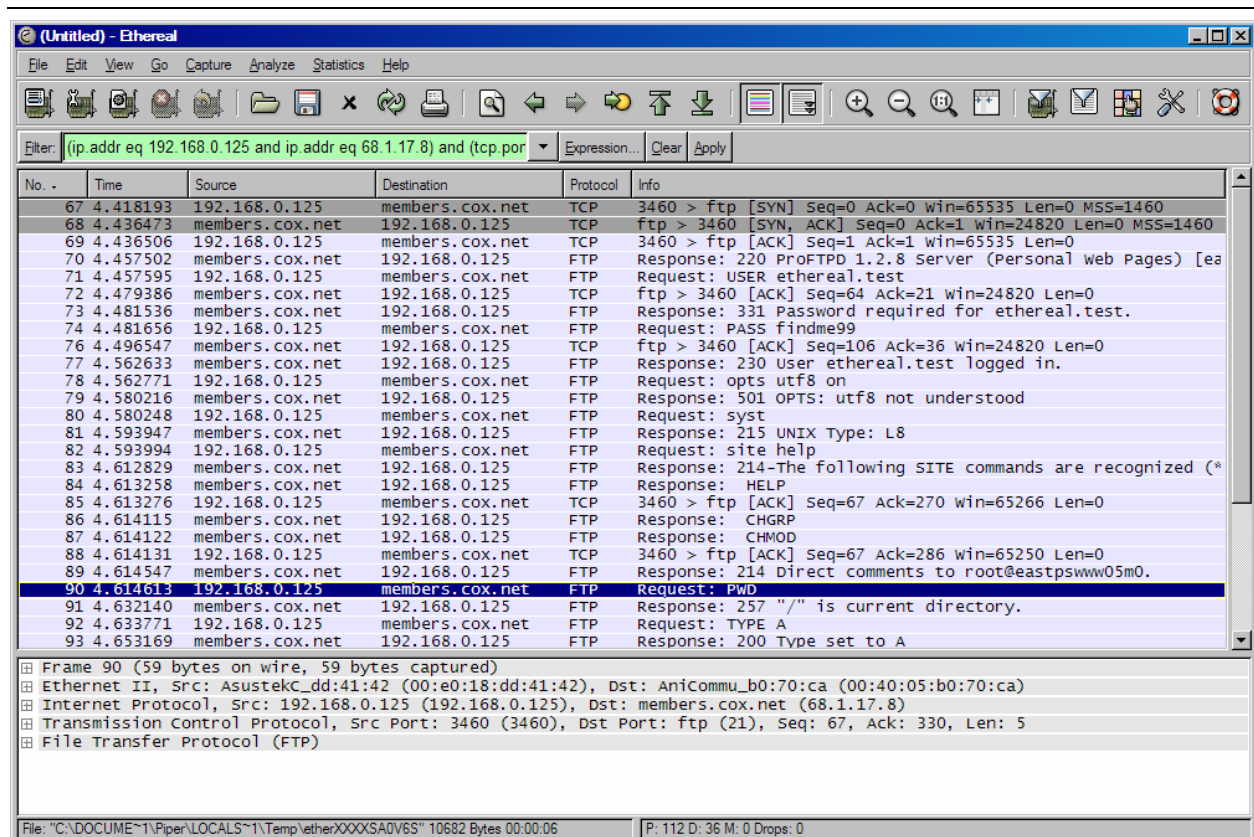 (Untitled) - Ethereal
File Edit View Go Capture Analyze Statistics Help
Filter: (ip.addr eq 192.168.0.125 and ip.addr eq 68.1.17.8) and (tcp.por Expression... Clear Apply
No. - Time Source Destination Protocol Info
67 4.418193 192.168.0.125 members.cox.net TCP 3460 > ftp [SYN] Seq=0 Ack=0 Win=65535 Len=0 MSS=1460
68 4.436473 members.cox.net 192.168.0.125 TCP ftp > 3460 [SYN, ACK] Seq=0 Ack=1 Win=24820 Len=0 MSS=1460
69 4.436506 192.168.0.125 members.cox.net TCP 3460 > ftp [ACK] Seq=1 Ack=1 Win=65535 Len=0
70 4.457502 members.cox.net 192.168.0.125 FTP Response: 220 ProFTPD 1.2.8 Server (Personal Web Pages) [ea
71 4.457595 192.168.0.125 members.cox.net FTP Request: USER ethereal.test
72 4.479386 members.cox.net 192.168.0.125 TCP ftp > 3460 [ACK] Seq=64 Ack=21 Win=24820 Len=0
73 4.481536 members.cox.net 192.168.0.125 FTP Response: 331 Password required for ethereal.test.
74 4.481656 192.168.0.125 members.cox.net FTP Request: PASS findme99
76 4.496547 members.cox.net 192.168.0.125 TCP ftp > 3460 [ACK] Seq=106 Ack=36 Win=24820 Len=0
77 4.562633 members.cox.net 192.168.0.125 FTP Response: 230 User ethereal.test logged in.
78 4.562771 192.168.0.125 members.cox.net FTP Request: opts utf8 on
79 4.580216 members.cox.net 192.168.0.125 FTP Response: 501 OPTS: utf8 not understood
80 4.580248 192.168.0.125 members.cox.net FTP Request: syst
81 4.593947 members.cox.net 192.168.0.125 FTP Response: 215 UNIX Type: L8
82 4.593994 192.168.0.125 members.cox.net FTP Request: site help
83 4.612829 members.cox.net 192.168.0.125 FTP Response: 214-The following SITE commands are recognized (*
84 4.613258 members.cox.net 192.168.0.125 FTP Response: HELP
85 4.613276 192.168.0.125 members.cox.net TCP 3460 > ftp [ACK] Seq=67 Ack=270 Win=65266 Len=0
86 4.614115 members.cox.net 192.168.0.125 FTP Response: CHGRP
87 4.614122 members.cox.net 192.168.0.125 FTP Response: CHMOD
88 4.614131 192.168.0.125 members.cox.net TCP 3460 > ftp [ACK] Seq=67 Ack=286 Win=65250 Len=0
89 4.614547 members.cox.net 192.168.0.125 FTP Response: 214 Direct comments to root@eastpswww05m0.
90 4.614613 192.168.0.125 members.cox.net FTP Request: PWD
91 4.632140 members.cox.net 192.168.0.125 FTP Response: 257 "/" is current directory.
92 4.633771 192.168.0.125 members.cox.net FTP Request: TYPE A
93 4.653169 members.cox.net 192.168.0.125 FTP Response: 200 Type set to A
Frame 90 (59 bytes on wire, 59 bytes captured)
Ethernet II, Src: AsustekC_dd:41:42 (00:e0:18:dd:41:42), Dst: AniCommu_b0:70:ca (00:40:05:b0:70:ca)
Internet Protocol, Src: 192.168.0.125 (192.168.0.125), Dst: members.cox.net (68.1.17.8)
Transmission Control Protocol, Src Port: 3460 (3460), Dst Port: ftp (21), Seq: 67, Ack: 330, Len: 5
File Transfer Protocol (FTP)
File: "C:\DOCUME~1\Piper\LOCALS~1\Temp\etherXXXXSA0V6S" 10682 Bytes 00:00:06 P: 112 D: 36 M: 0 Drops: 0